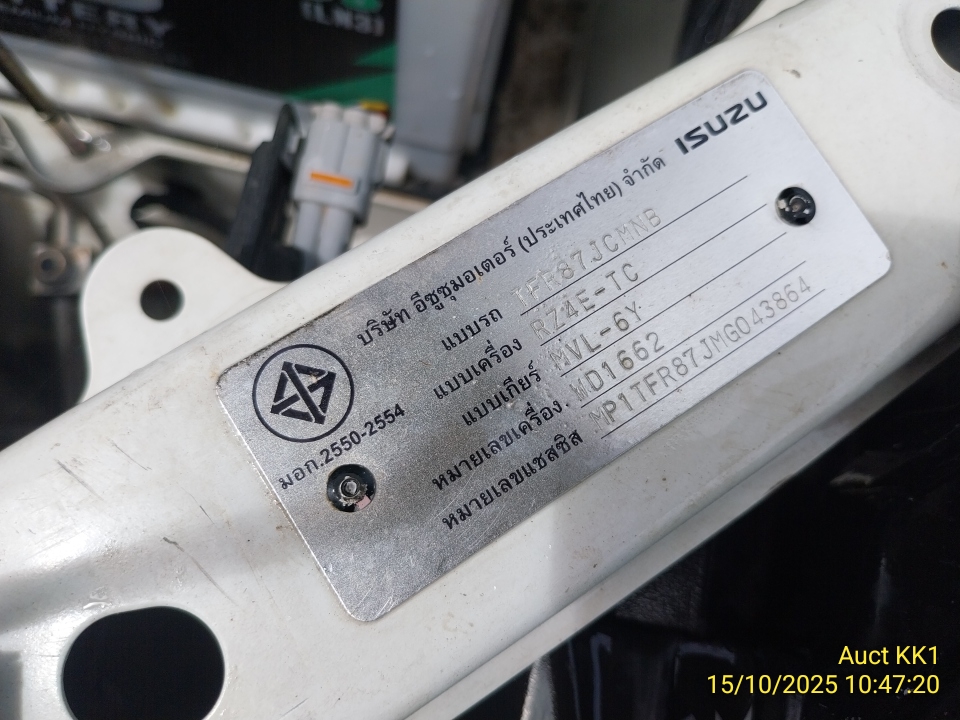 TTERY
(LN3)
ISUZU
บริษัท อีซูซุมอเตอร์ (ประเทศไทย) จำกัด
แบบรถ TFR87JCMNB
แบบเครื่อง RZ4E-TC
แบบเกียร์ MVL-6Y
หมายเลขเครื่อง. MD1662
หมายเลขแชสซิส MP1TFR87JMG043864
มอก.2550-2554
Auct KK1
15/10/2025 10:47:20